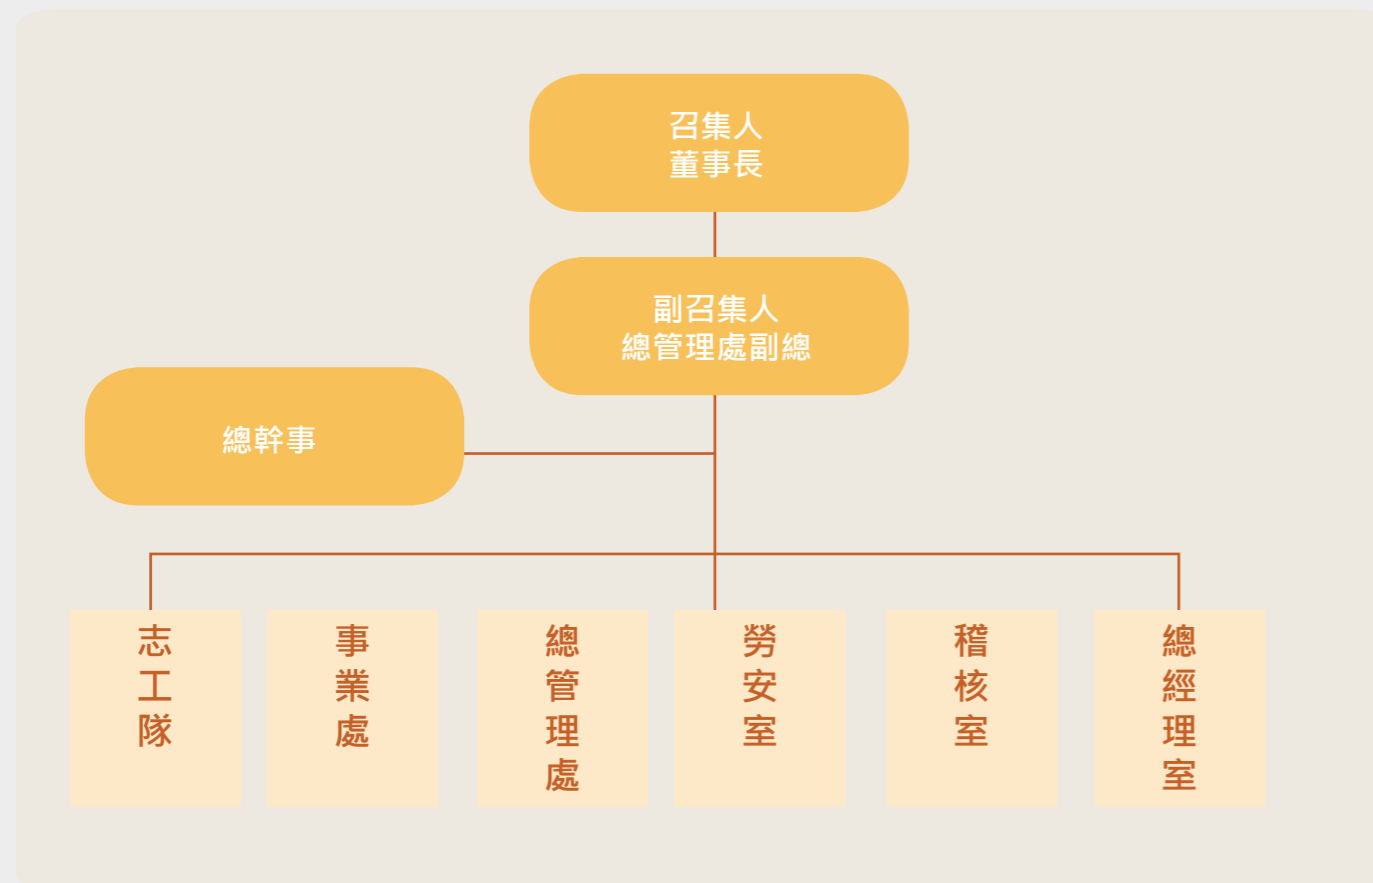 召集人
董事長
副召集人
總管理處副總
總幹事
志工隊
事業處
總管理處
勞安室
稽核室
總經理室